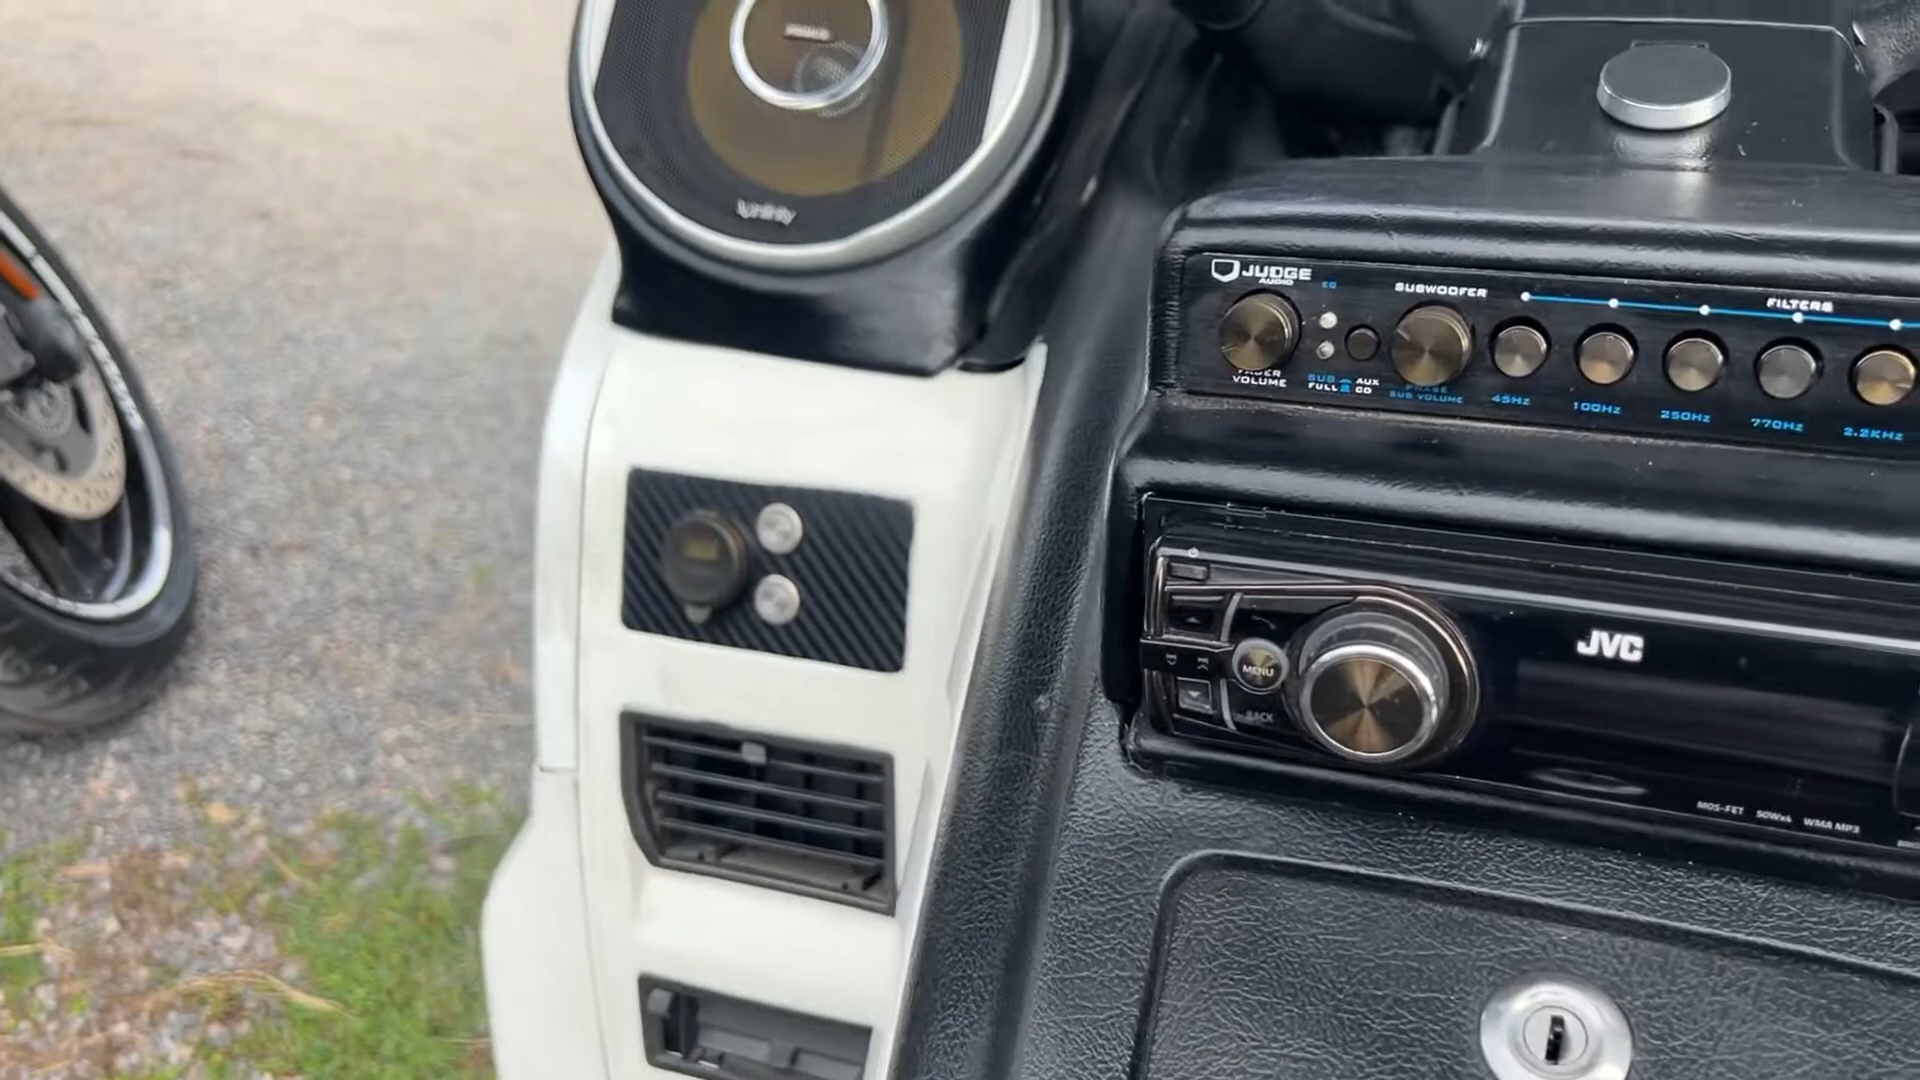 Infinity
JUDGE
AUDIO
EQ
SUBWOOFER
FILTERS
FADER
VOLUME
SUB
FULL
AUX
CD
PHASE
SUB VOLUME
45Hz
100Hz
250Hz
770Hz
2.2KHz
JVC
MENU
BACK
MOS-FET 50Wx4 WMA MP3